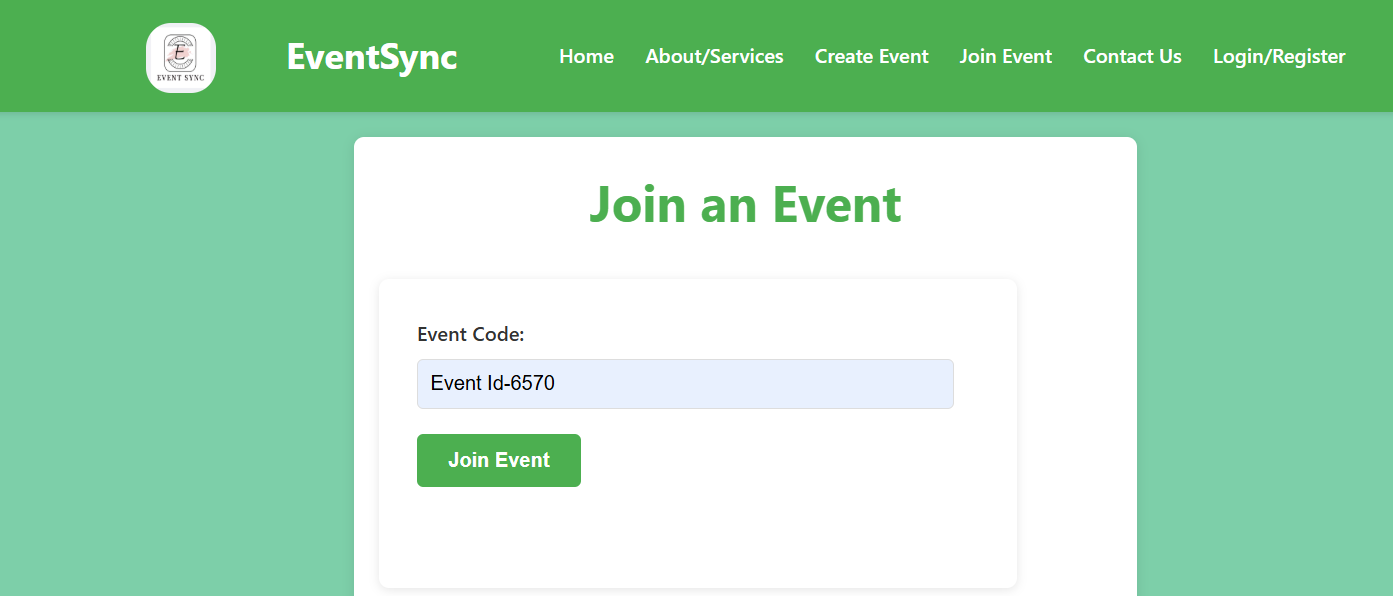 E
EVENT SYNC
EventSync
Home About/Services Create Event Join Event Contact Us Login/Register
Join an Event
Event Code:
Event Id-6570
Join Event